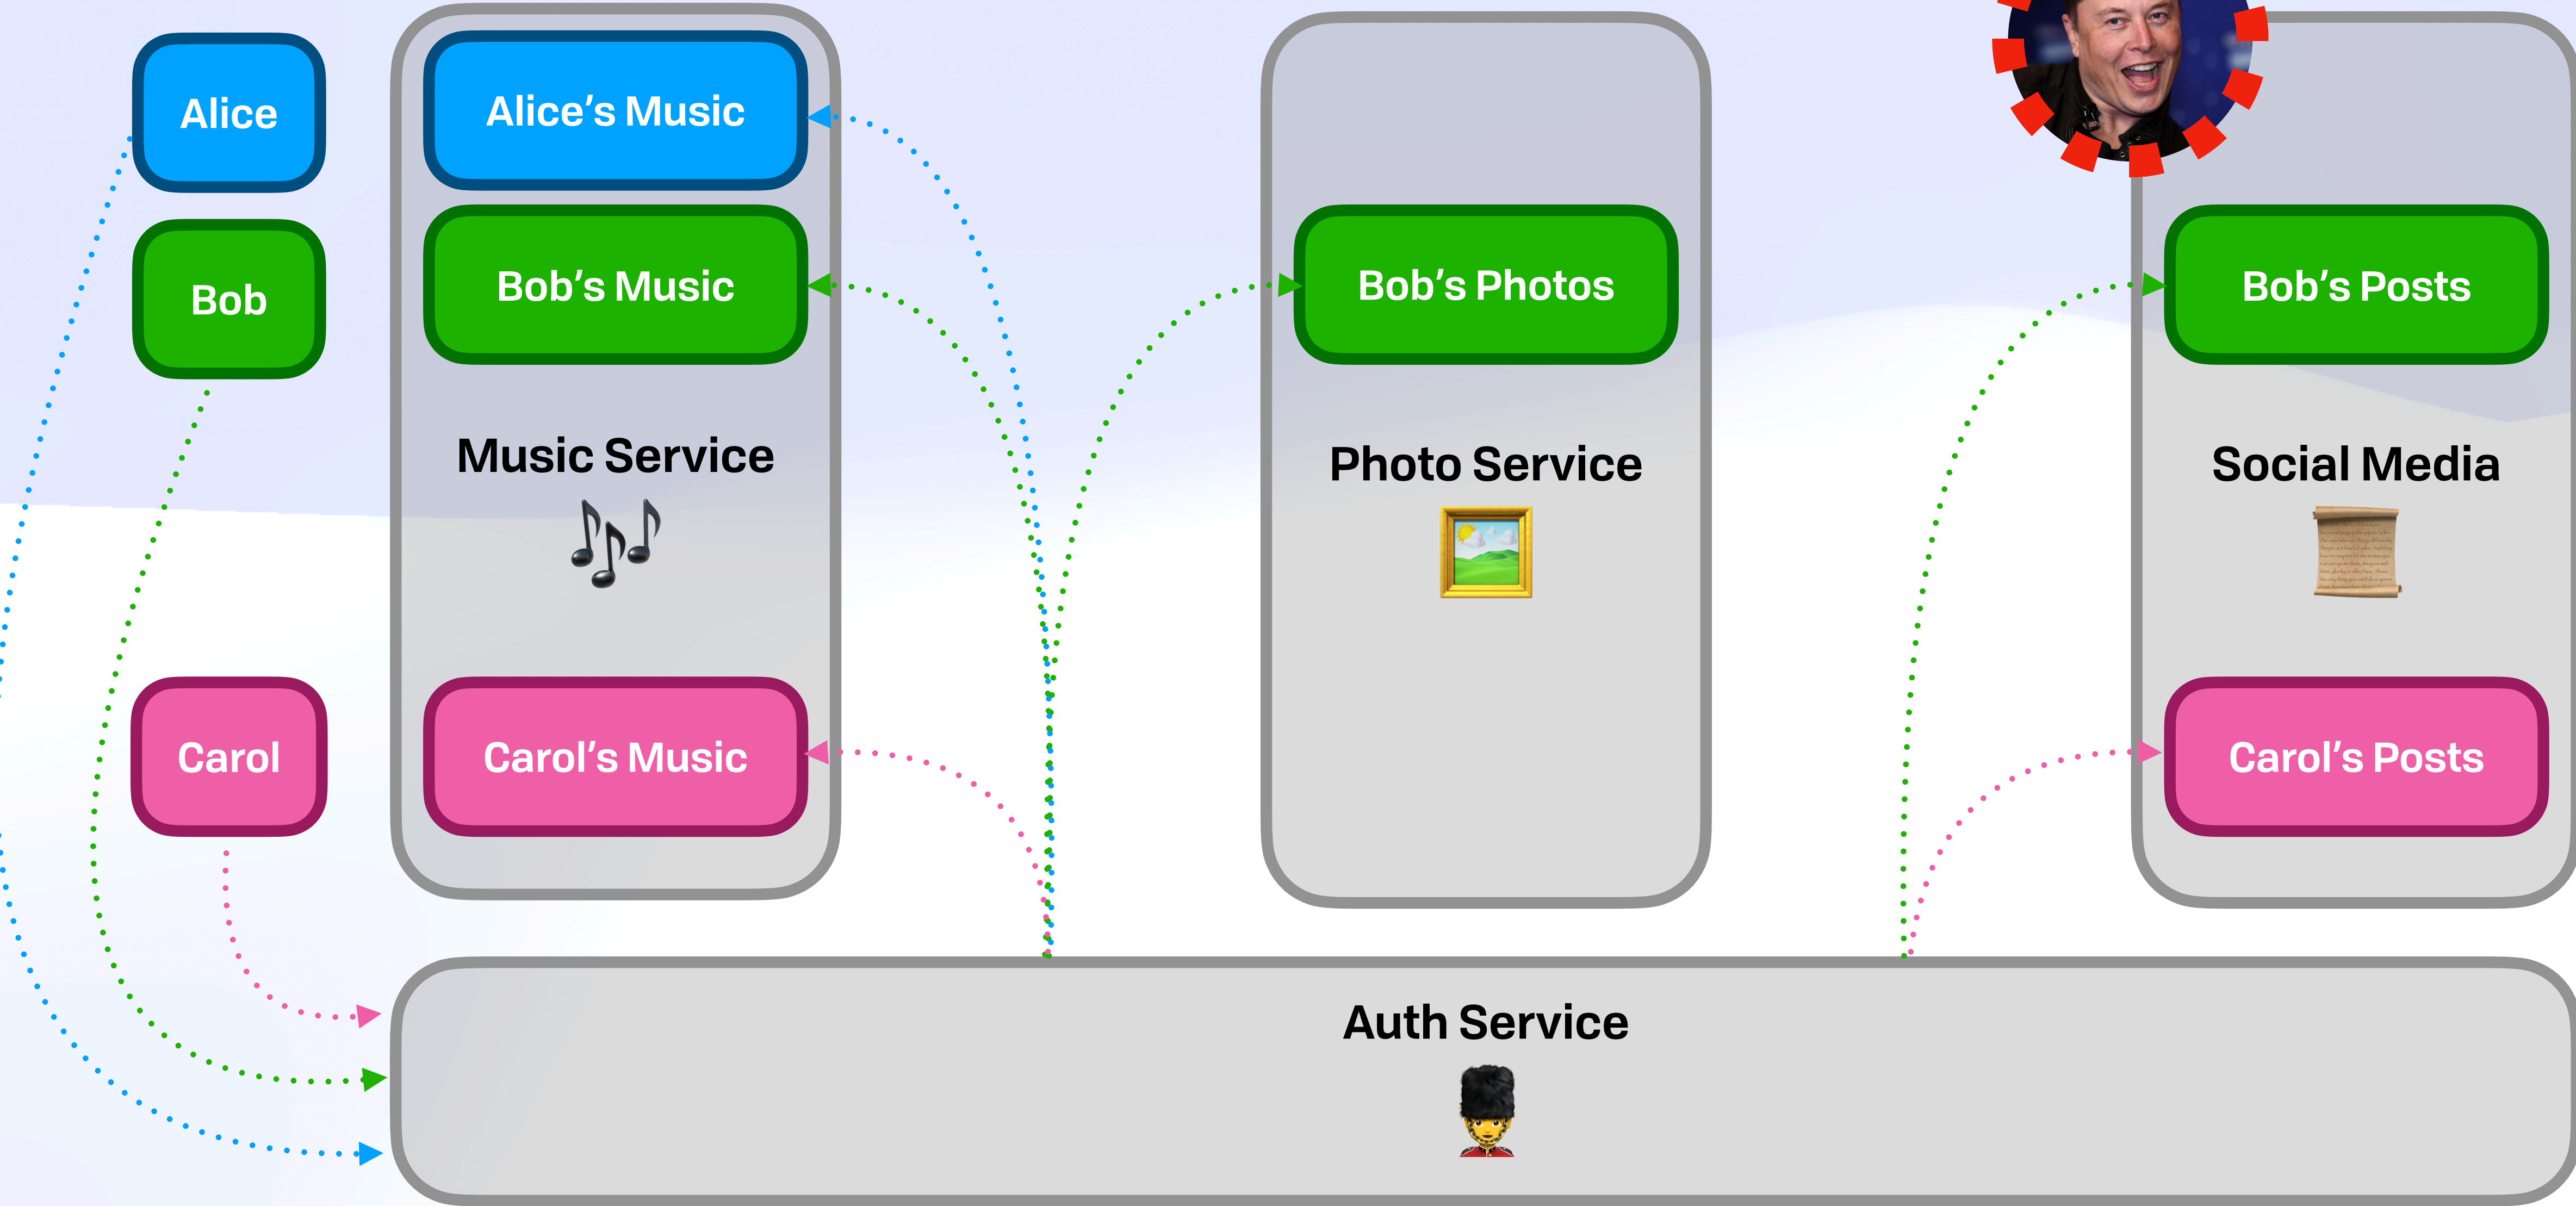 Alice
Alice’s Music
Bob
Bob’s Music
Bob’s Photos
Bob’s Posts
Music Service
Photo Service
Social Media
Carol
Carol’s Music
Carol’s Posts
Auth Service